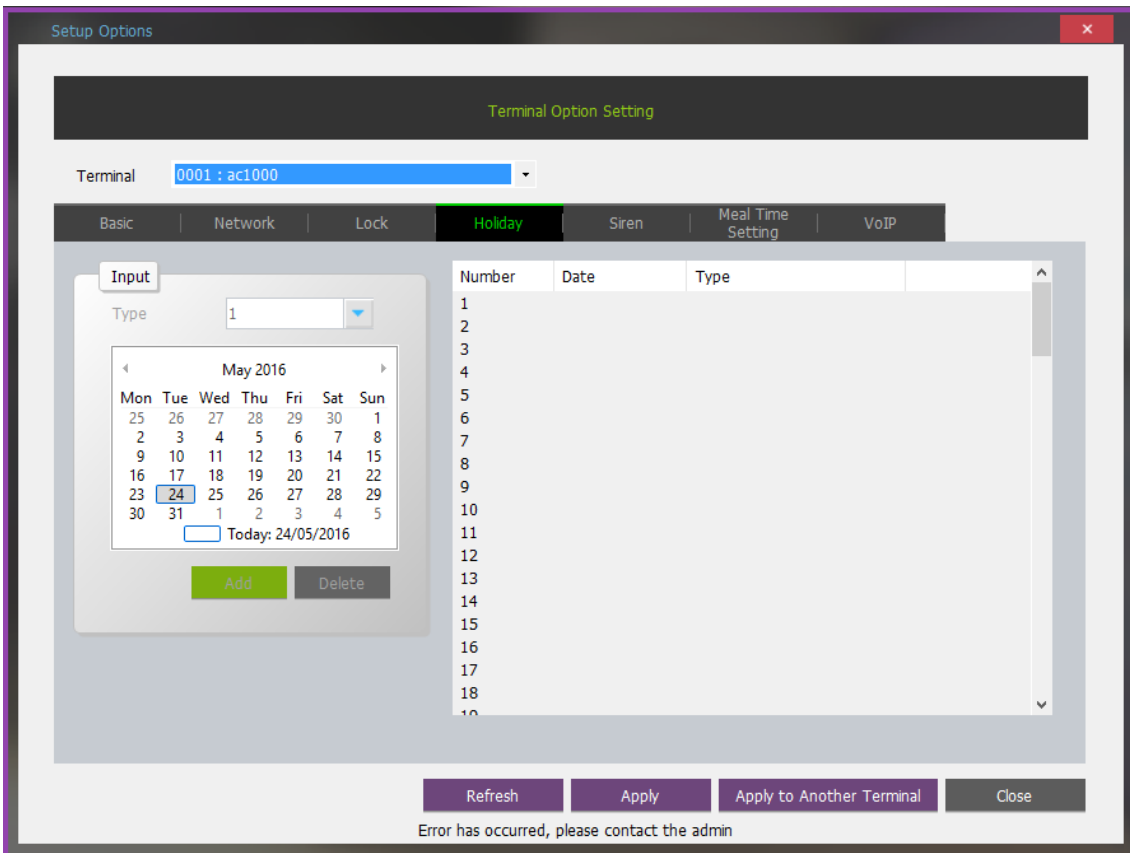 Setup Options
Terminal Option Setting
Terminal 0001 : ac1000
Basic Network Lock Holiday Siren Meal Time Setting VoIP
Input
Type 1
May 2016
Mon Tue Wed Thu Fri Sat Sun
25 26 27 28 29 30 1
2 3 4 5 6 7 8
9 10 11 12 13 14 15
16 17 18 19 20 21 22
23 24 25 26 27 28 29
30 31 1 2 3 4 5
Today: 24/05/2016
Add Delete
Number Date Type
1
2
3
4
5
6
7
8
9
10
11
12
13
14
15
16
17
18
19
Refresh Apply Apply to Another Terminal Close
Error has occurred, please contact the admin